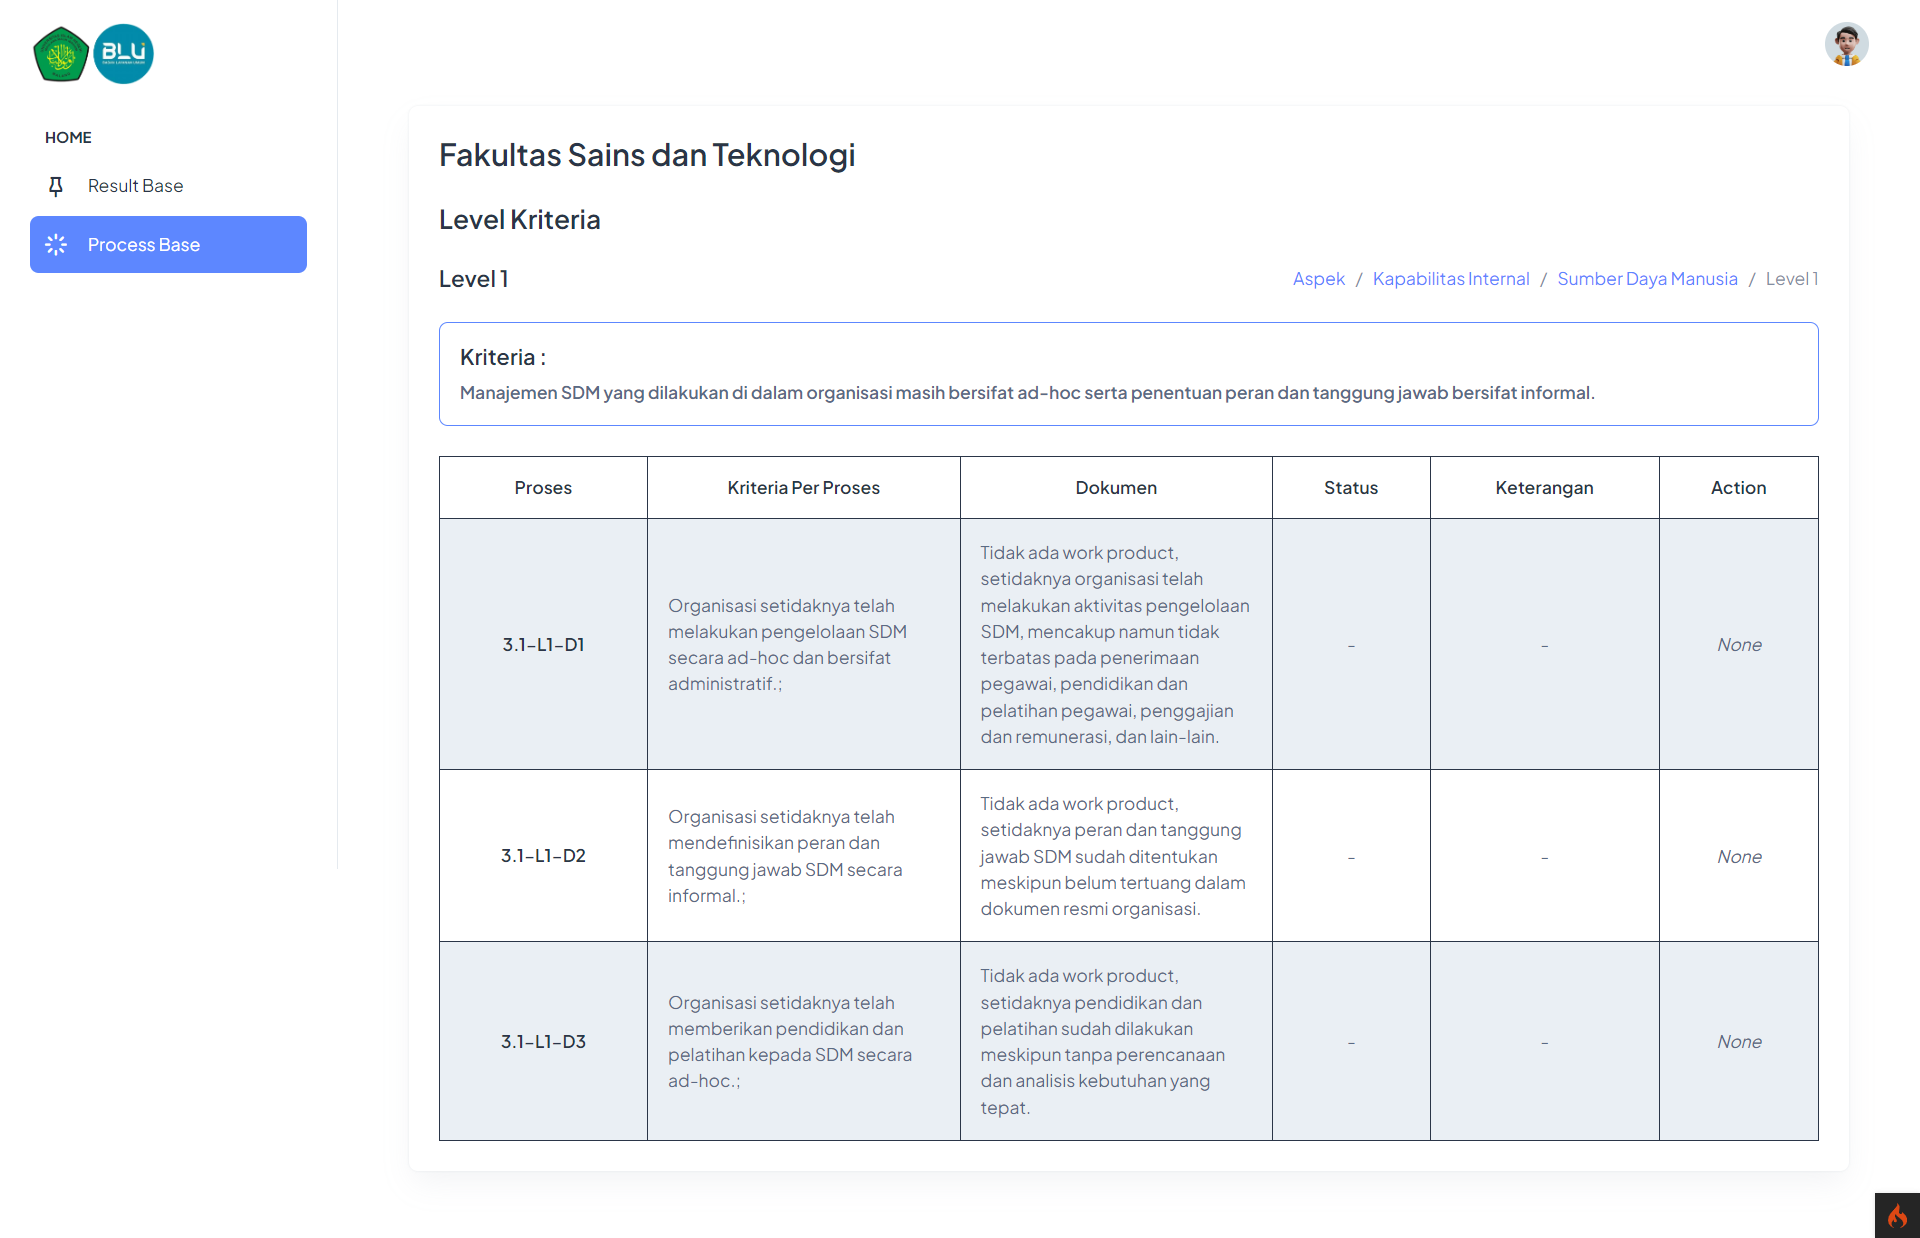 BLU
HOME
Result Base
Process Base
Fakultas Sains dan Teknologi
Level Kriteria
Level 1
Aspek / Kapabilitas Internal / Sumber Daya Manusia / Level 1
Kriteria :
Manajemen SDM yang dilakukan di dalam organisasi masih bersifat ad-hoc serta penentuan peran dan tanggung jawab bersifat informal.
Proses
Kriteria Per Proses
Dokumen
Status
Keterangan
Action
3.1-L1-D1
Organisasi setidaknya telah
melakukan pengelolaan SDM
secara ad-hoc dan bersifat
administratif.;
Tidak ada work product,
setidaknya organisasi telah
melakukan aktivitas pengelolaan
SDM, mencakup namun tidak
terbatas pada penerimaan
pegawai, pendidikan dan
pelatihan pegawai, penggajian
dan remunerasi, dan lain-lain.
-
-
None
3.1-L1-D2
Organisasi setidaknya telah
mendefinisikan peran dan
tanggung jawab SDM secara
informal.;
Tidak ada work product,
setidaknya peran dan tanggung
jawab SDM sudah ditentukan
meskipun belum tertuang dalam
dokumen resmi organisasi.
-
-
None
3.1-L1-D3
Organisasi setidaknya telah
memberikan pendidikan dan
pelatihan kepada SDM secara
ad-hoc.;
Tidak ada work product,
setidaknya pendidikan dan
pelatihan sudah dilakukan
meskipun tanpa perencanaan
dan analisis kebutuhan yang
tepat.
-
-
None